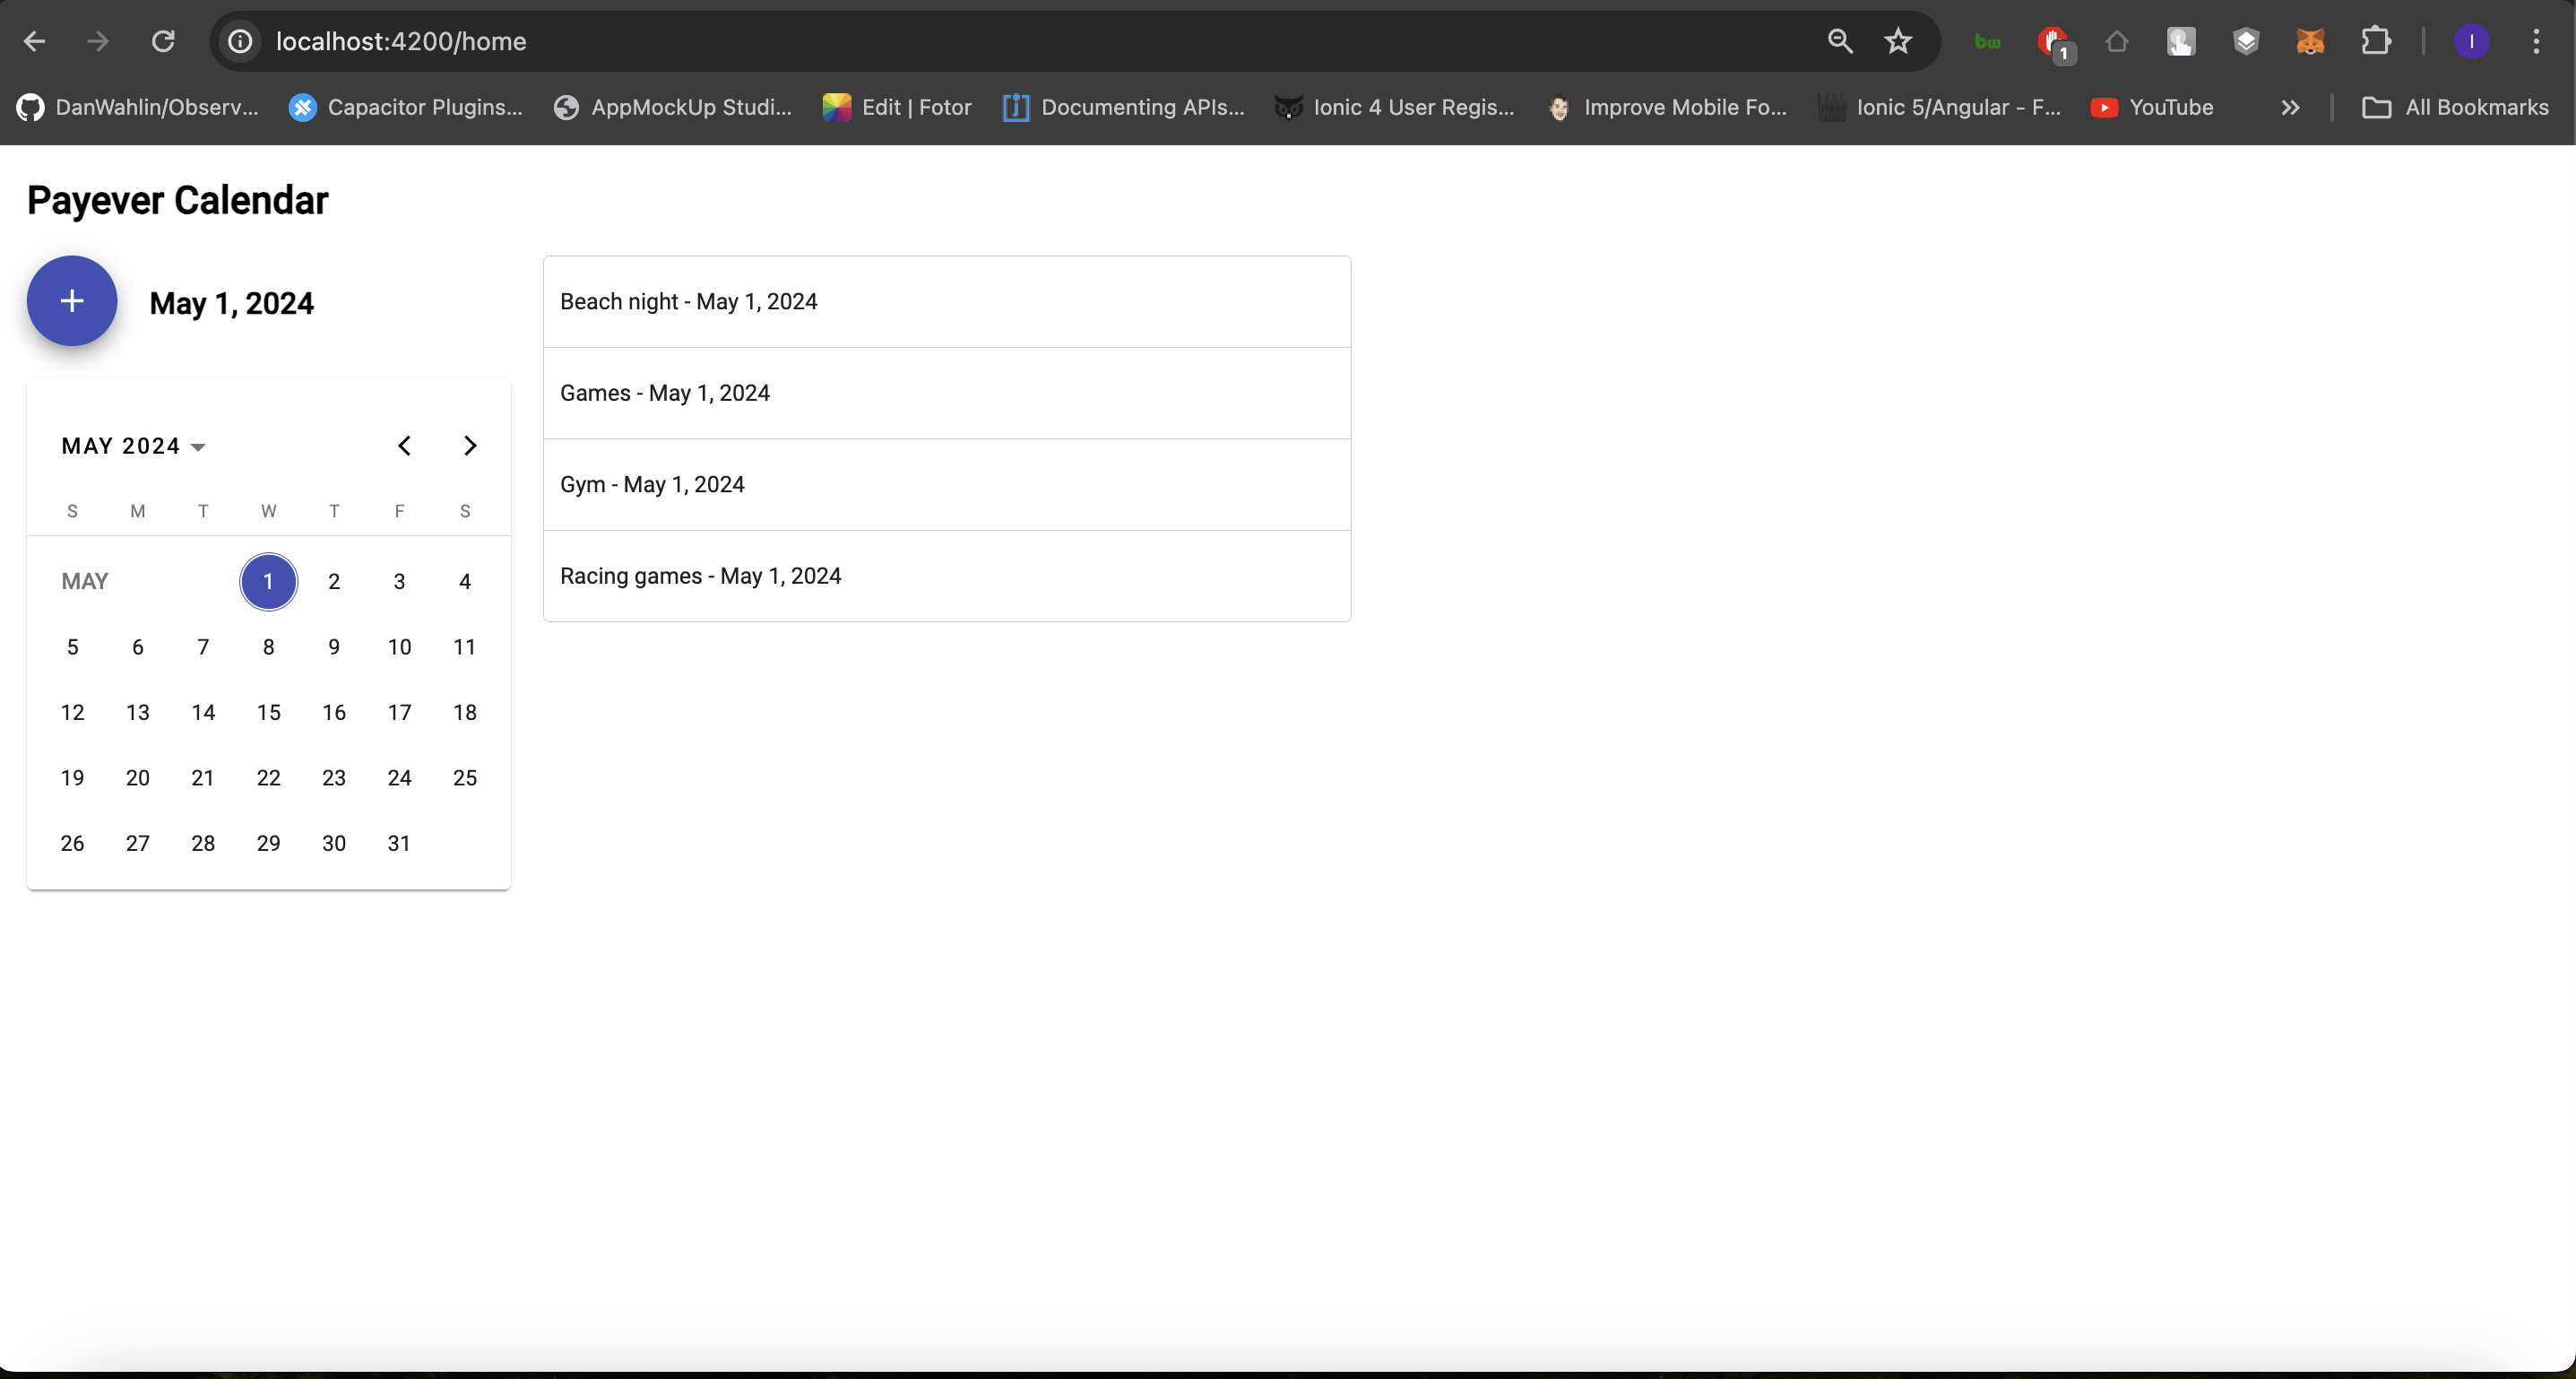 localhost:4200/home
1
I
DanWahlin/Observ...
Capacitor Plugins...
AppMockUp Studi...
Edit | Fotor
Documenting APIs...
Ionic 4 User Regis...
Improve Mobile Fo...
Ionic 5/Angular - F...
YouTube
All Bookmarks
Payever Calendar
+ May 1, 2024
MAY 2024
S M T W T F S
MAY 1 2 3 4
5 6 7 8 9 10 11
12 13 14 15 16 17 18
19 20 21 22 23 24 25
26 27 28 29 30 31
Beach night - May 1, 2024
Games - May 1, 2024
Gym - May 1, 2024
Racing games - May 1, 2024